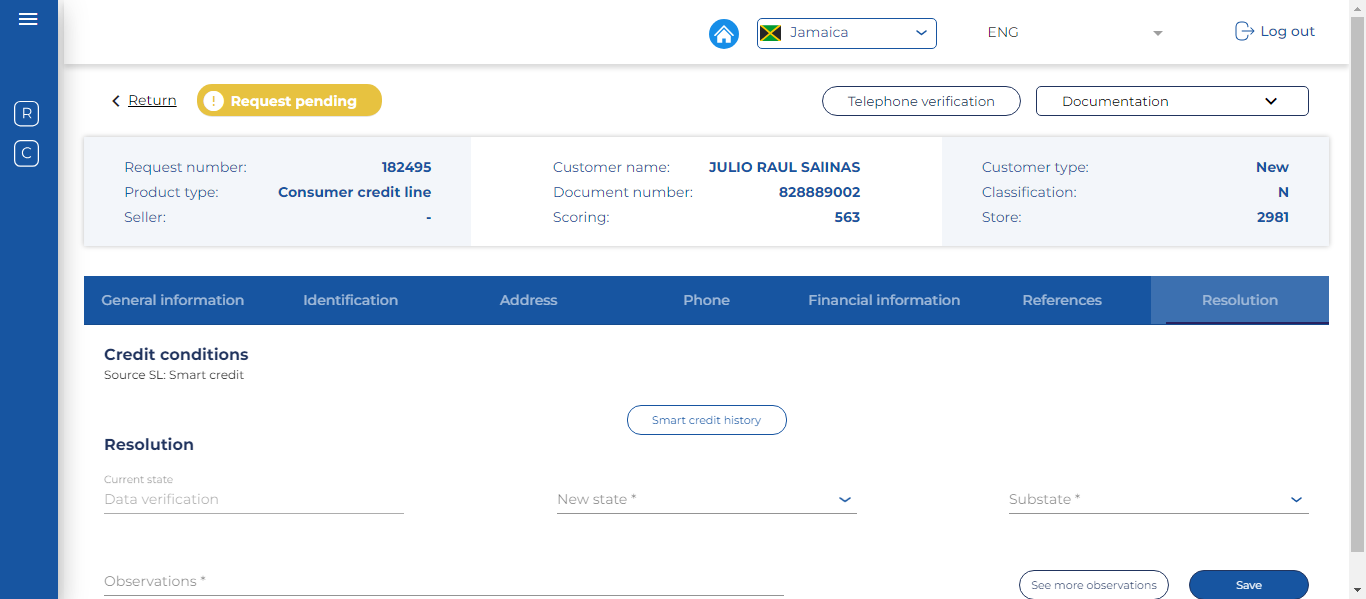 Jamaica
ENG
Log out
R
C
Return
! Request pending
Telephone verification
Documentation
Request number: 182495
Product type: Consumer credit line
Seller: -
Customer name: JULIO RAUL SAlINAS
Document number: 828889002
Scoring: 563
Customer type: New
Classification: N
Store: 2981
General information
Identification
Address
Phone
Financial information
References
Resolution
Credit conditions
Source SL: Smart credit
Smart credit history
Resolution
Current state
Data verification
New state *
Substate *
Observations *
See more observations
Save